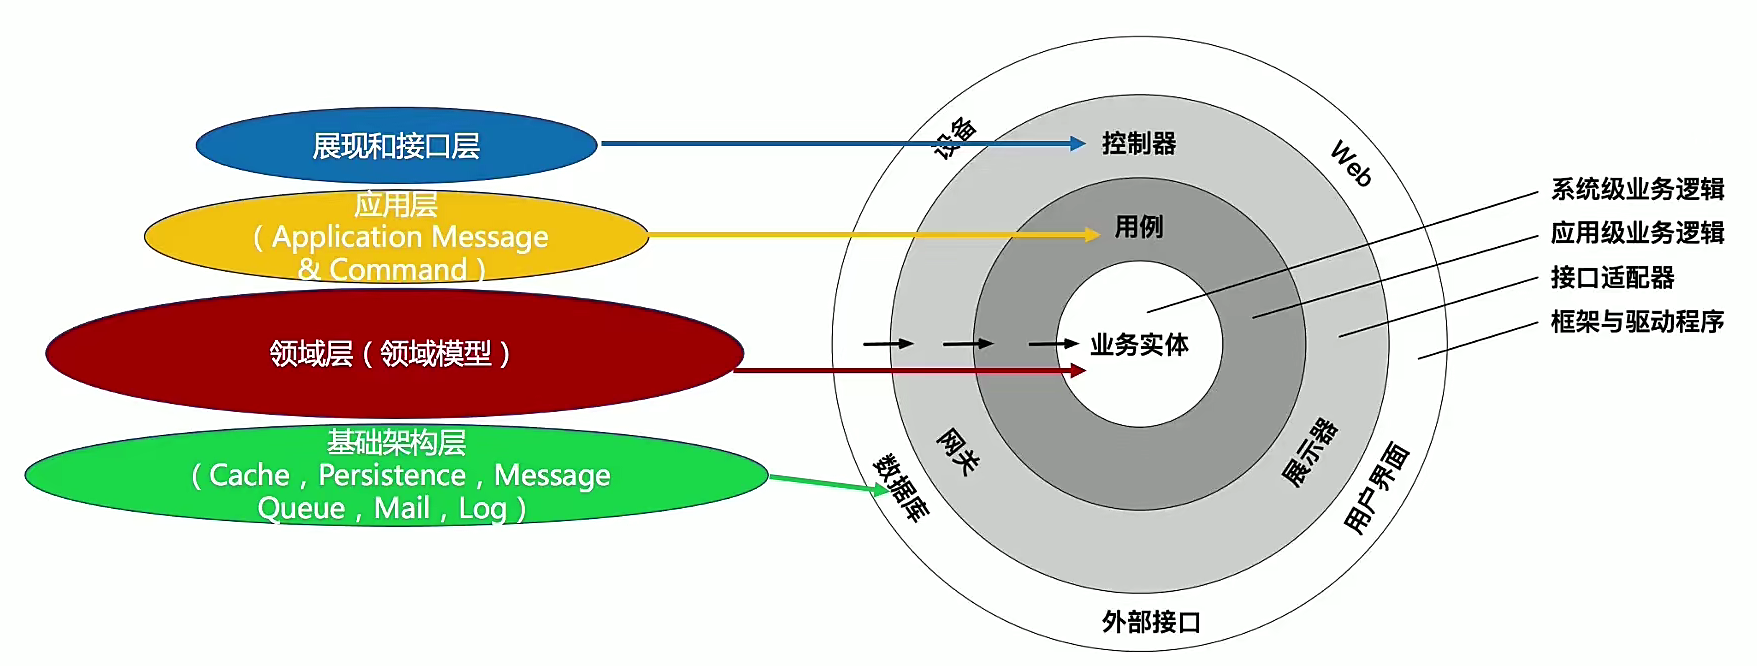 展现和接口层
应用层
（Application Message
& Command）
领域层（领域模型）
基础架构层
（Cache，Persistence，Message
Queue，Mail，Log）
设备
控制器
Web
用例
业务实体
网关
展示器
数据库
用户界面
外部接口
系统级业务逻辑
应用级业务逻辑
接口适配器
框架与驱动程序